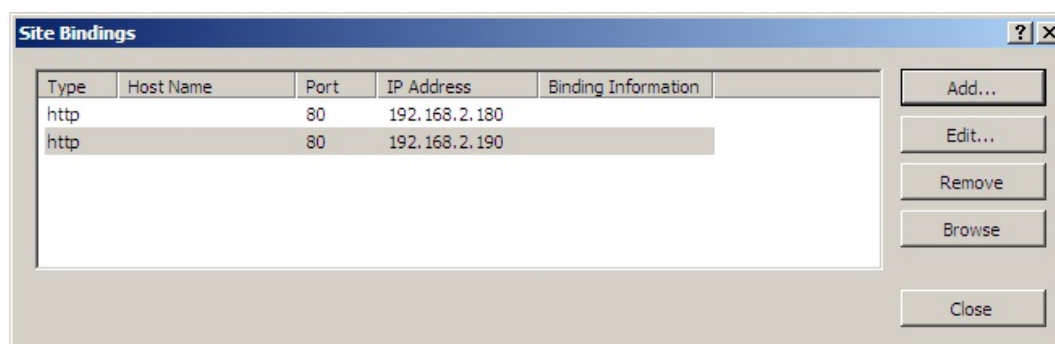 Site Bindings
? X
Type Host Name Port IP Address Binding Information
http 80 192.168.2.180
http 80 192.168.2.190
Add...
Edit...
Remove
Browse
Close